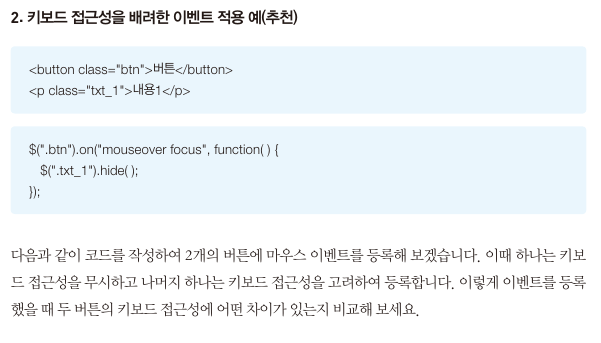 2. 키보드 접근성을 배려한 이벤트 적용 예(추천)
<button class="btn">버튼</button>
<p class="txt_1">내용1</p>
$(".btn").on("mouseover focus", function( ) {
$(".txt_1").hide( );
});
다음과 같이 코드를 작성하여 2개의 버튼에 마우스 이벤트를 등록해 보겠습니다. 이때 하나는 키보
드 접근성을 무시하고 나머지 하나는 키보드 접근성을 고려하여 등록합니다. 이렇게 이벤트를 등록
했을 때 두 버튼의 키보드 접근성에 어떤 차이가 있는지 비교해 보세요.